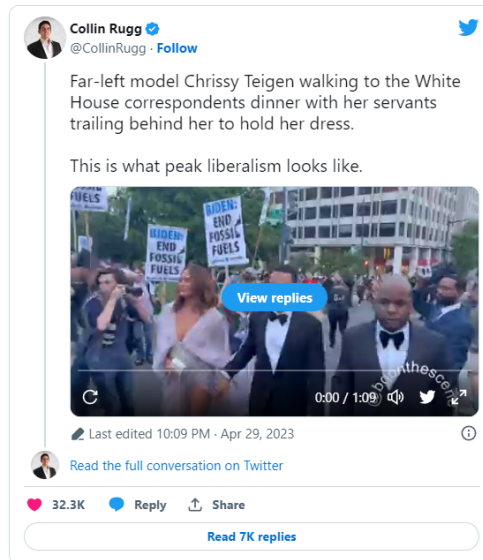 Collin Rugg
@CollinRugg · Follow
Far-left model Chrissy Teigen walking to the White
House correspondents dinner with her servants
trailing behind her to hold her dress.
This is what peak liberalism looks like.
FUELS
BIDEN:
END
FOSSIL
FUELS
BIDEN:
END
FOSSIL
FUELS
View replies
0:00 / 1:09
Last edited 10:09 PM · Apr 29, 2023
Read the full conversation on Twitter
32.3K Reply Share
Read 7K replies